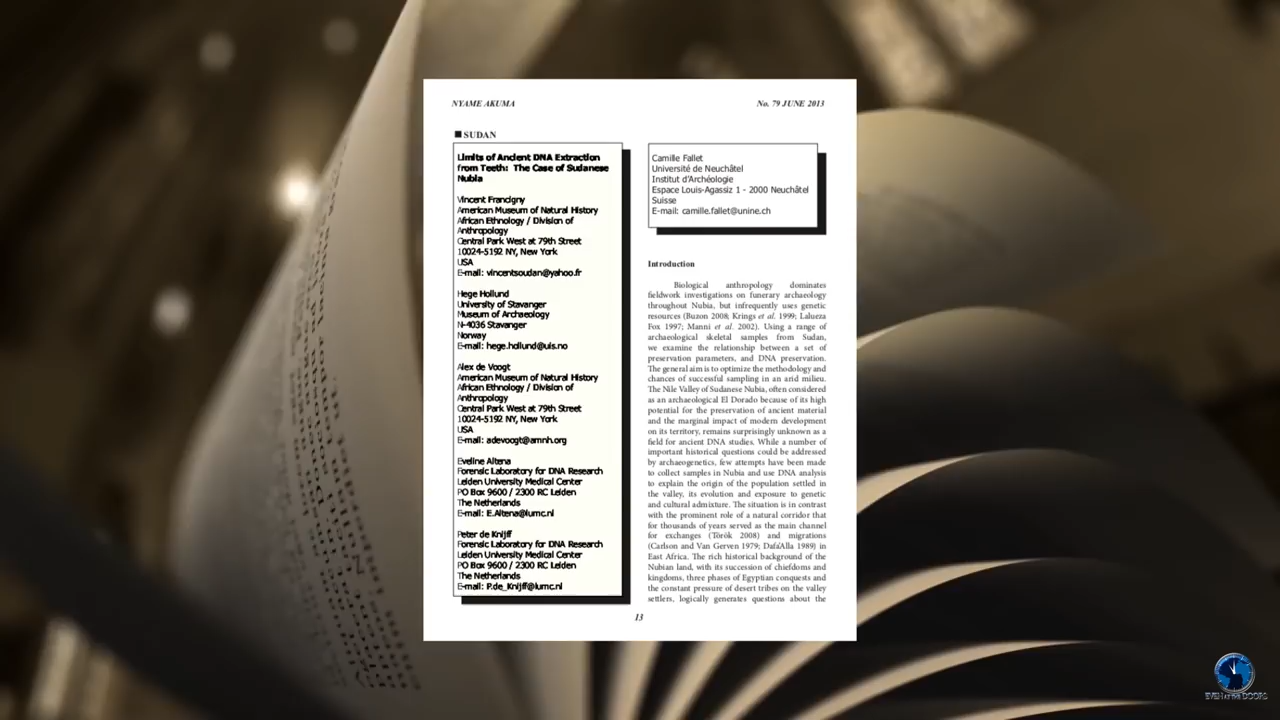 NYAME AKUMA
No. 79 JUNE 2013
SUDAN
Limits of Ancient DNA Extraction
from Teeth: The Case of Sudanese
Nubia
Vincent Francigny
American Museum of Natural History
African Ethnology / Division of
Anthropology
Central Park West at 79th Street
10024-5192 NY, New York
USA
E-mail: vincentsoudan@yahoo.fr
Hege Hollund
University of Stavanger
Museum of Archaeology
N-4036 Stavanger
Norway
E-mail: hege.hollund@uis.no
Alex de Voogt
American Museum of Natural History
African Ethnology / Division of
Anthropology
Central Park West at 79th Street
10024-5192 NY, New York
USA
E-mail: adevoogt@amnh.org
Eveline Altena
Forensic Laboratory for DNA Research
Leiden University Medical Center
PO Box 9600 / 2300 RC Leiden
The Netherlands
E-mail: E.Altena@lumc.nl
Peter de Knijff
Forensic Laboratory for DNA Research
Leiden University Medical Center
PO Box 9600 / 2300 RC Leiden
The Netherlands
E-mail: P.de_Knijff@lumc.nl
Camille Fallet
Université de Neuchâtel
Institut d'Archéologie
Espace Louis-Agassiz 1 - 2000 Neuchâtel
Suisse
E-mail: camille.fallet@unine.ch
Introduction
Biological anthropology dominates
fieldwork investigations on funerary archaeology
throughout Nubia, but infrequently uses genetic
resources (Buzon 2008; Krings et al. 1999; Lalueza
Fox 1997; Manni et al. 2002). Using a range of
archaeological skeletal samples from Sudan,
we examine the relationship between a set of
preservation parameters, and DNA preservation.
The general aim is to optimize the methodology and
chances of successful sampling in an arid milieu.
The Nile Valley of Sudanese Nubia, often considered
as an archaeological El Dorado because of its high
potential for the preservation of ancient material
and the marginal impact of modern development
on its territory, remains surprisingly unknown as a
field for ancient DNA studies. While a number of
important historical questions could be addressed
by archaeogenetics, few attempts have been made
to collect samples in Nubia and use DNA analysis
to explain the origin of the population settled in
the valley, its evolution and exposure to genetic
and cultural admixture. The situation is in contrast
with the prominent role of a natural corridor that
for thousands of years served as the main channel
for exchanges (Török 2008) and migrations
(Carlson and Van Gerven 1979; Dafa'Alla 1989) in
East Africa. The rich historical background of the
Nubian land, with its succession of chiefdoms and
kingdoms, three phases of Egyptian conquests and
the constant pressure of desert tribes on the valley
settlers, logically generates questions about the
13
EVEN AT THE DOORS